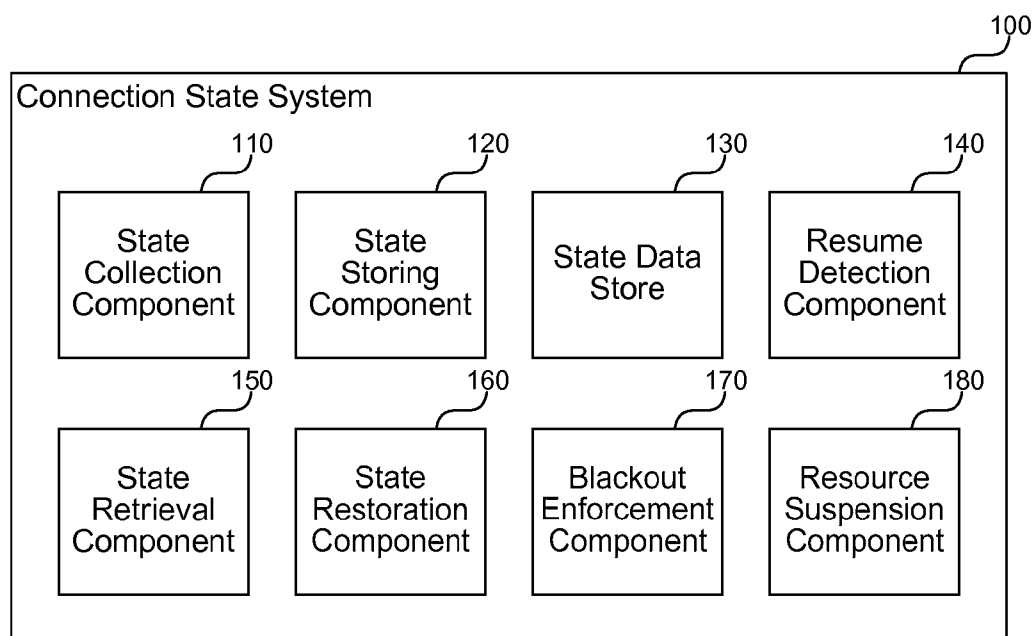 100
Connection State System
110
120
130
140
State
Collection
Component
State
Storing
Component
State Data
Store
Resume
Detection
Component
150
160
170
180
State
Retrieval
Component
State
Restoration
Component
Blackout
Enforcement
Component
Resource
Suspension
Component